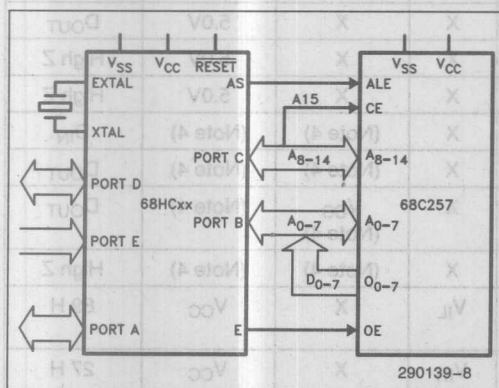 VSS VCC RESET
VSS VCC
EXTAL
AS
ALE
A15
CE
XTAL
PORT C
A8-14
A8-14
PORT D
68HCxx
68C257
PORT B
A0-7
A0-7
PORT E
D0-7
O0-7
PORT A
E
OE
290139-8